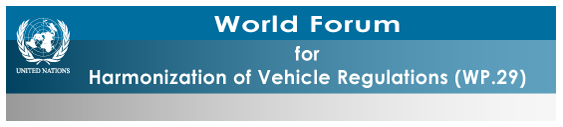 World Forum
for
Harmonization of Vehicle Regulations (WP.29)
UNITED NATIONS